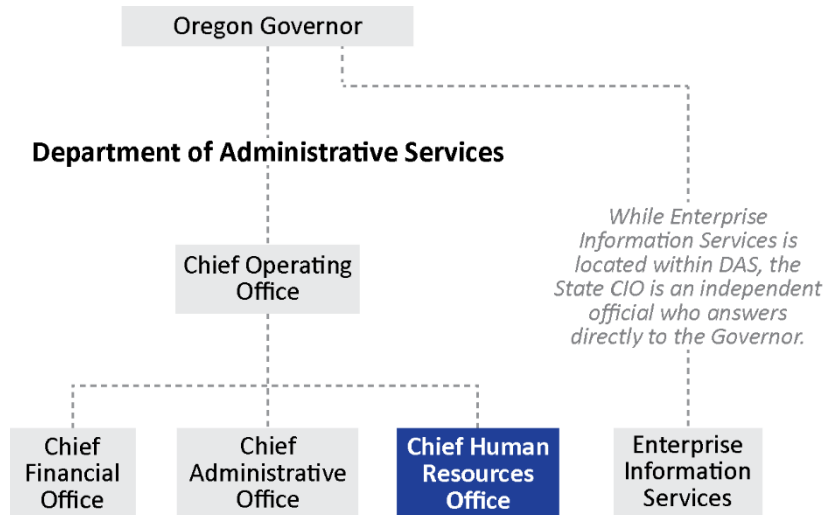 Oregon Governor
Department of Administrative Services
While Enterprise
Information Services is
located within DAS, the
State CIO is an independent
official who answers
directly to the Governor.
Chief Operating
Office
Chief
Financial
Office
Chief
Administrative
Office
Chief Human
Resources
Office
Enterprise
Information
Services